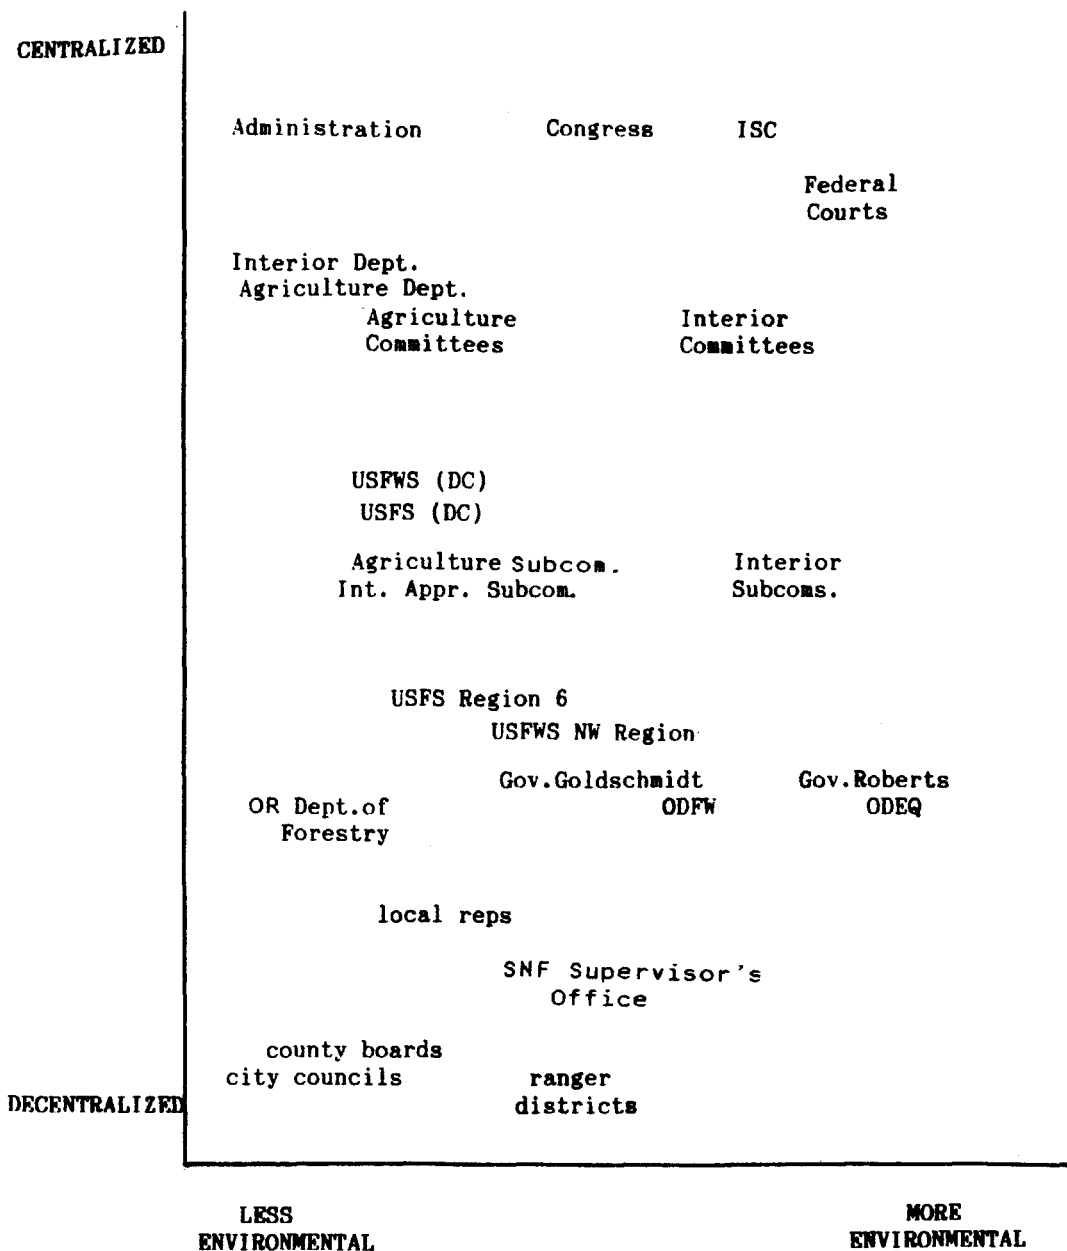 CENTRALIZED
Administration Congress ISC
Federal
Courts
Interior Dept.
Agriculture Dept.
Agriculture Interior
Committees Committees
USFWS (DC)
USFS (DC)
Agriculture Subcom. Interior
Int. Appr. Subcom. Subcoms.
USFS Region 6
USFWS NW Region
Gov.Goldschmidt Gov.Roberts
OR Dept.of ODFW ODEQ
Forestry
local reps
SNF Supervisor's
Office
county boards
city councils ranger
DECENTRALIZED districts
LESS MORE
ENVIRONMENTAL ENVIRONMENTAL